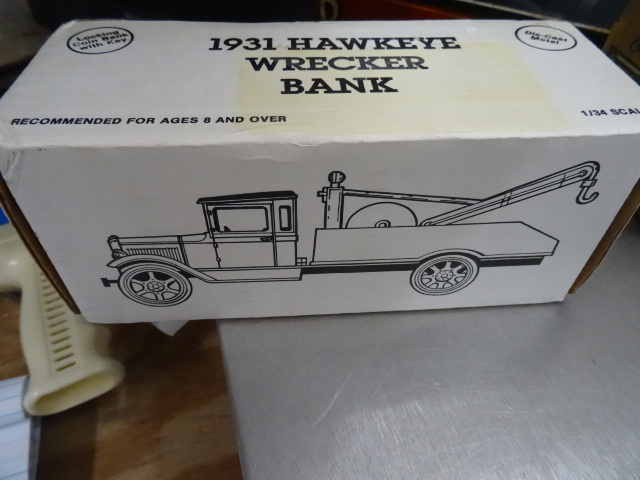 Locking
Coin Bank
with Key
1931 HAWKEYE
WRECKER
BANK
Die-Cast
Metal
RECOMMENDED FOR AGES 8 AND OVER
1/34 SCAL